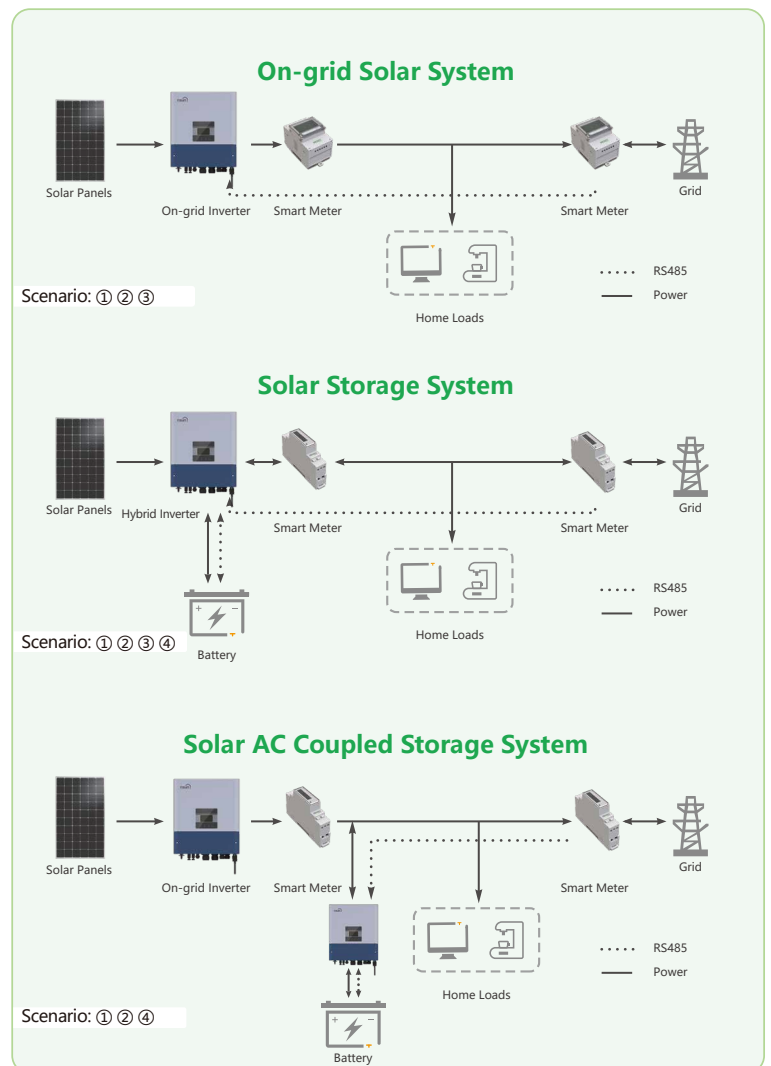 On-grid Solar System
Solar Panels
On-grid Inverter
Smart Meter
Smart Meter
Grid
RS485
Power
Scenario: ① ② ③
Home Loads
Solar Storage System
Solar Panels
Hybrid Inverter
Smart Meter
Smart Meter
Grid
RS485
Power
Home Loads
Scenario: ① ② ③ ④
Battery
Solar AC Coupled Storage System
Solar Panels
On-grid Inverter
Smart Meter
Smart Meter
Grid
RS485
Power
Home Loads
Scenario: ① ② ④
Battery